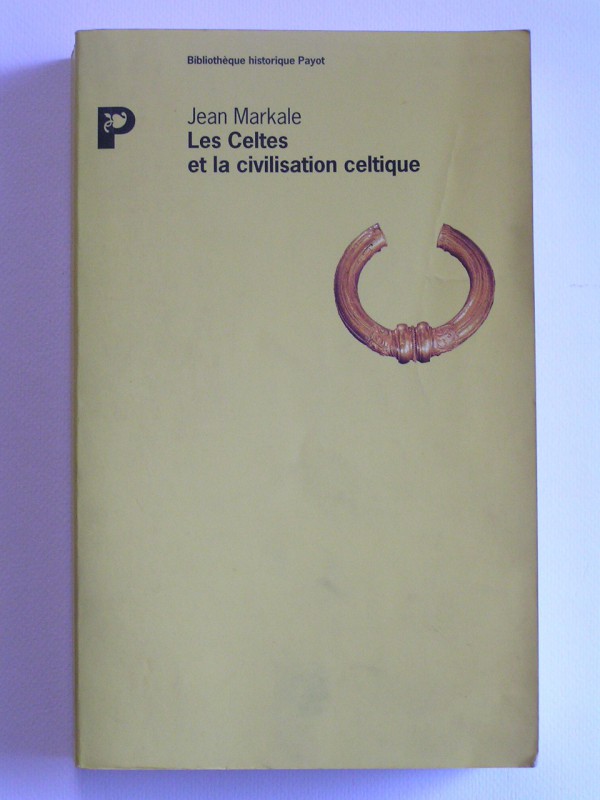 Bibliothèque historique Payot
P
Jean Markale
Les Celtes
et la civilisation celtique